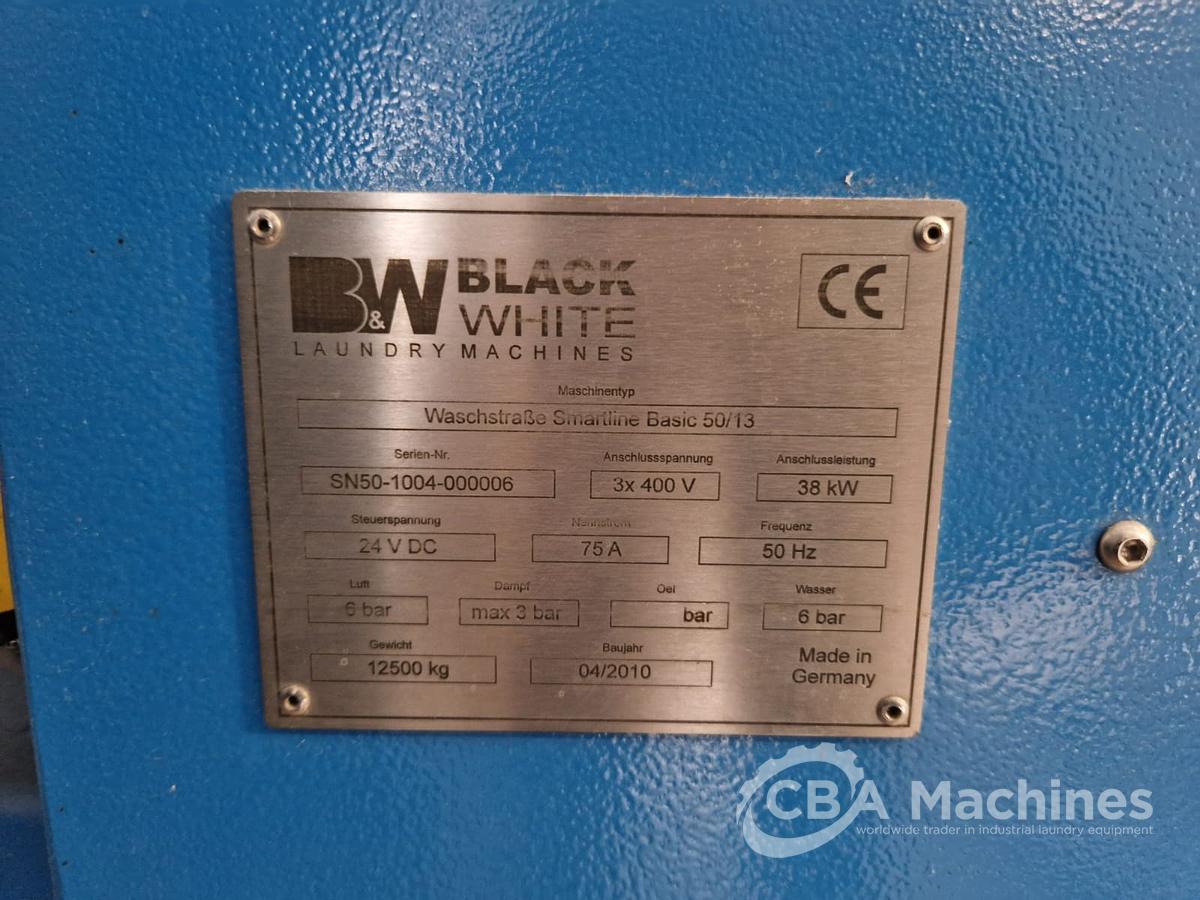 B&W BLACK
WHITE
LAUNDRY MACHINES
CE
Maschinentyp
Waschstraße Smartline Basic 50/13
Serien-Nr. Anschlussspannung Anschlussleistung
SN50-1004-000006 3x 400 V 38 kW
Steuerspannung Nennstrom Frequenz
24 V DC 75 A 50 Hz
Luft Dampf Oel Wasser
6 bar max 3 bar bar 6 bar
Gewicht Baujahr
12500 kg 04/2010
Made in
Germany
CBA Machines
worldwide trader in industrial laundry equipment